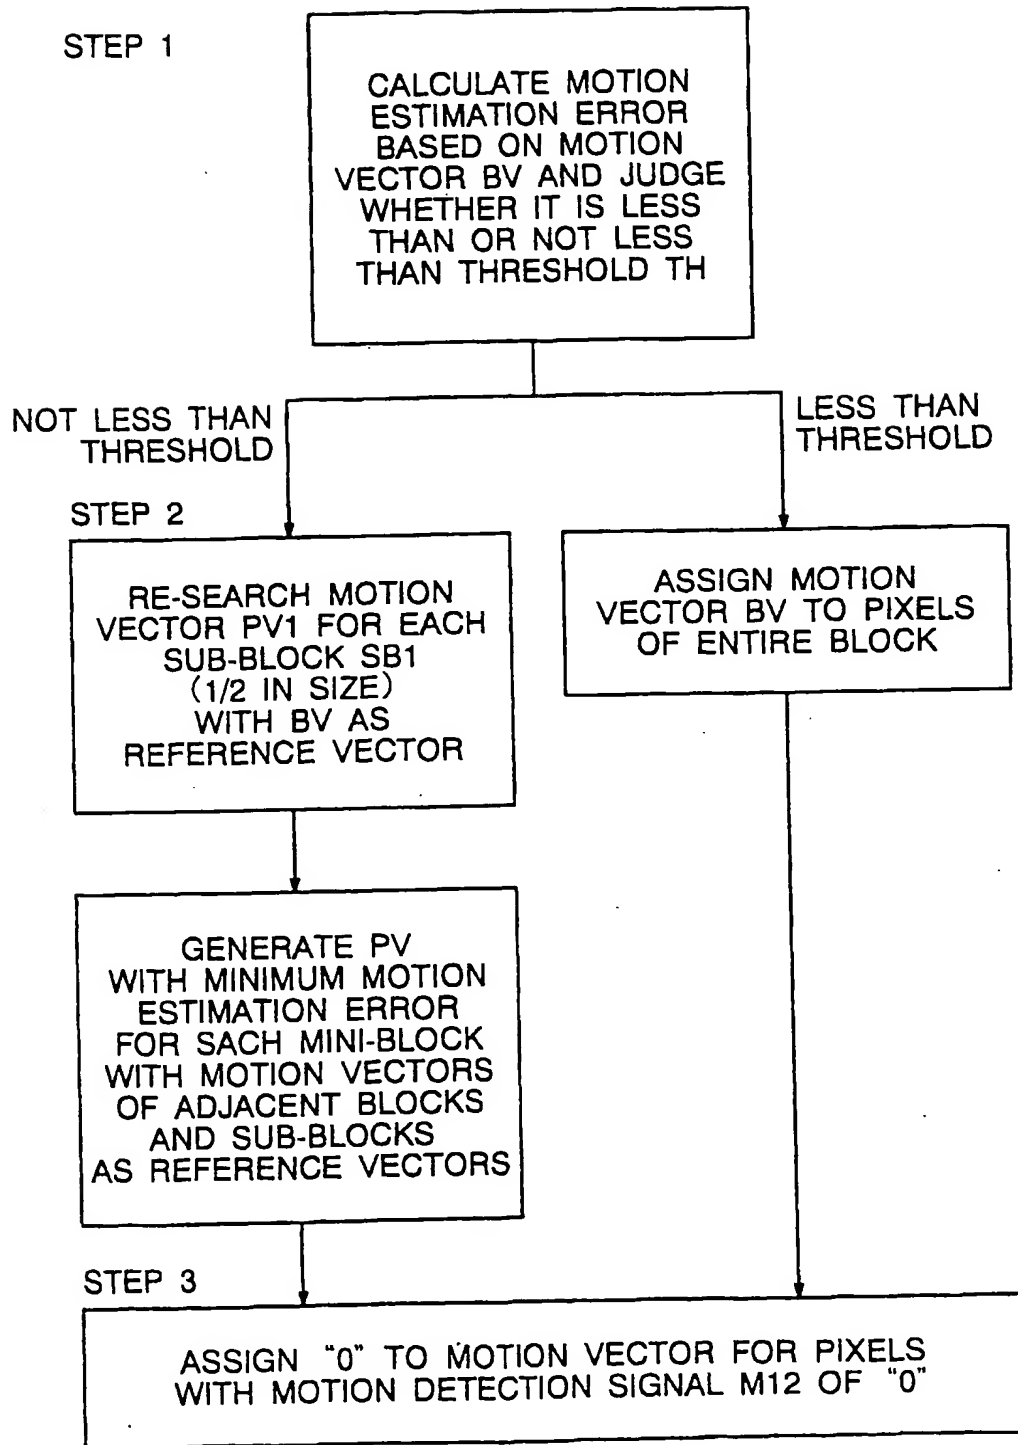 STEP 1
CALCULATE MOTION
ESTIMATION ERROR
BASED ON MOTION
VECTOR BV AND JUDGE
WHETHER IT IS LESS
THAN OR NOT LESS
THAN THRESHOLD TH
NOT LESS THAN
THRESHOLD
LESS THAN
THRESHOLD
STEP 2
RE-SEARCH MOTION
VECTOR PV1 FOR EACH
SUB-BLOCK SB1
(1/2 IN SIZE)
WITH BV AS
REFERENCE VECTOR
ASSIGN MOTION
VECTOR BV TO PIXELS
OF ENTIRE BLOCK
GENERATE PV
WITH MINIMUM MOTION
ESTIMATION ERROR
FOR SACH MINI-BLOCK
WITH MOTION VECTORS
OF ADJACENT BLOCKS
AND SUB-BLOCKS
AS REFERENCE VECTORS
STEP 3
ASSIGN "0" TO MOTION VECTOR FOR PIXELS
WITH MOTION DETECTION SIGNAL M12 OF "0"